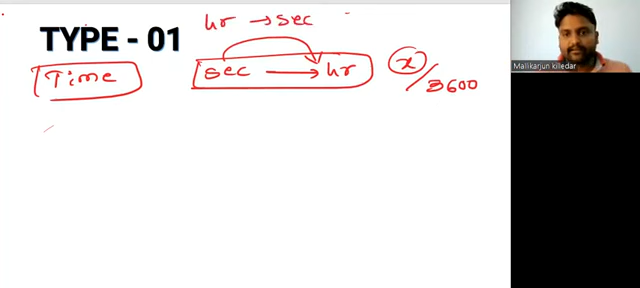 hr → sec
TYPE - 01
Time
sec → hr
x/3600
Mallikarjun killedar